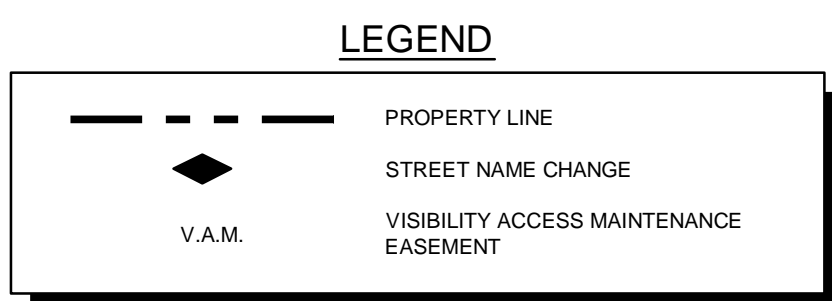 LEGEND
PROPERTY LINE
STREET NAME CHANGE
V.A.M.
VISIBILITY ACCESS MAINTENANCE
EASEMENT